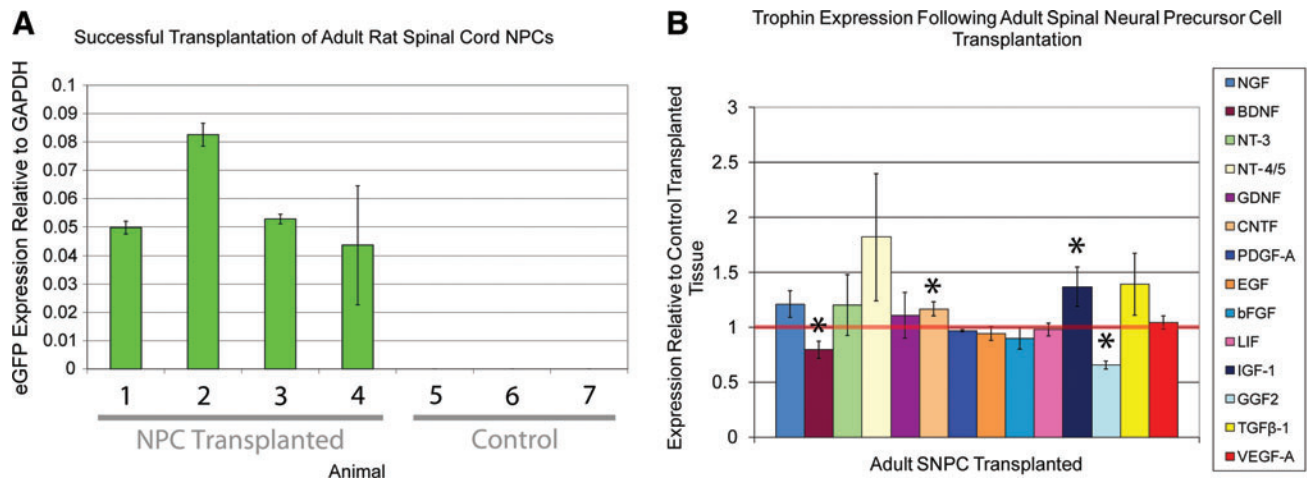 A
Successful Transplantation of Adult Rat Spinal Cord NPCs
eGFP Expression Relative to GAPDH
0.1
0.09
0.08
0.07
0.06
0.05
0.04
0.03
0.02
0.01
0
1 2 3 4 5 6 7
NPC Transplanted Control
Animal
B
Trophin Expression Following Adult Spinal Neural Precursor Cell
Transplantation
Expression Relative to Control Transplanted
Tissue
3
2.5
2
1.5
1
0.5
0
* * * *
Adult SNPC Transplanted
NGF
BDNF
NT-3
NT-4/5
GDNF
CNTF
PDGF-A
EGF
bFGF
LIF
IGF-1
GGF2
TGFβ-1
VEGF-A